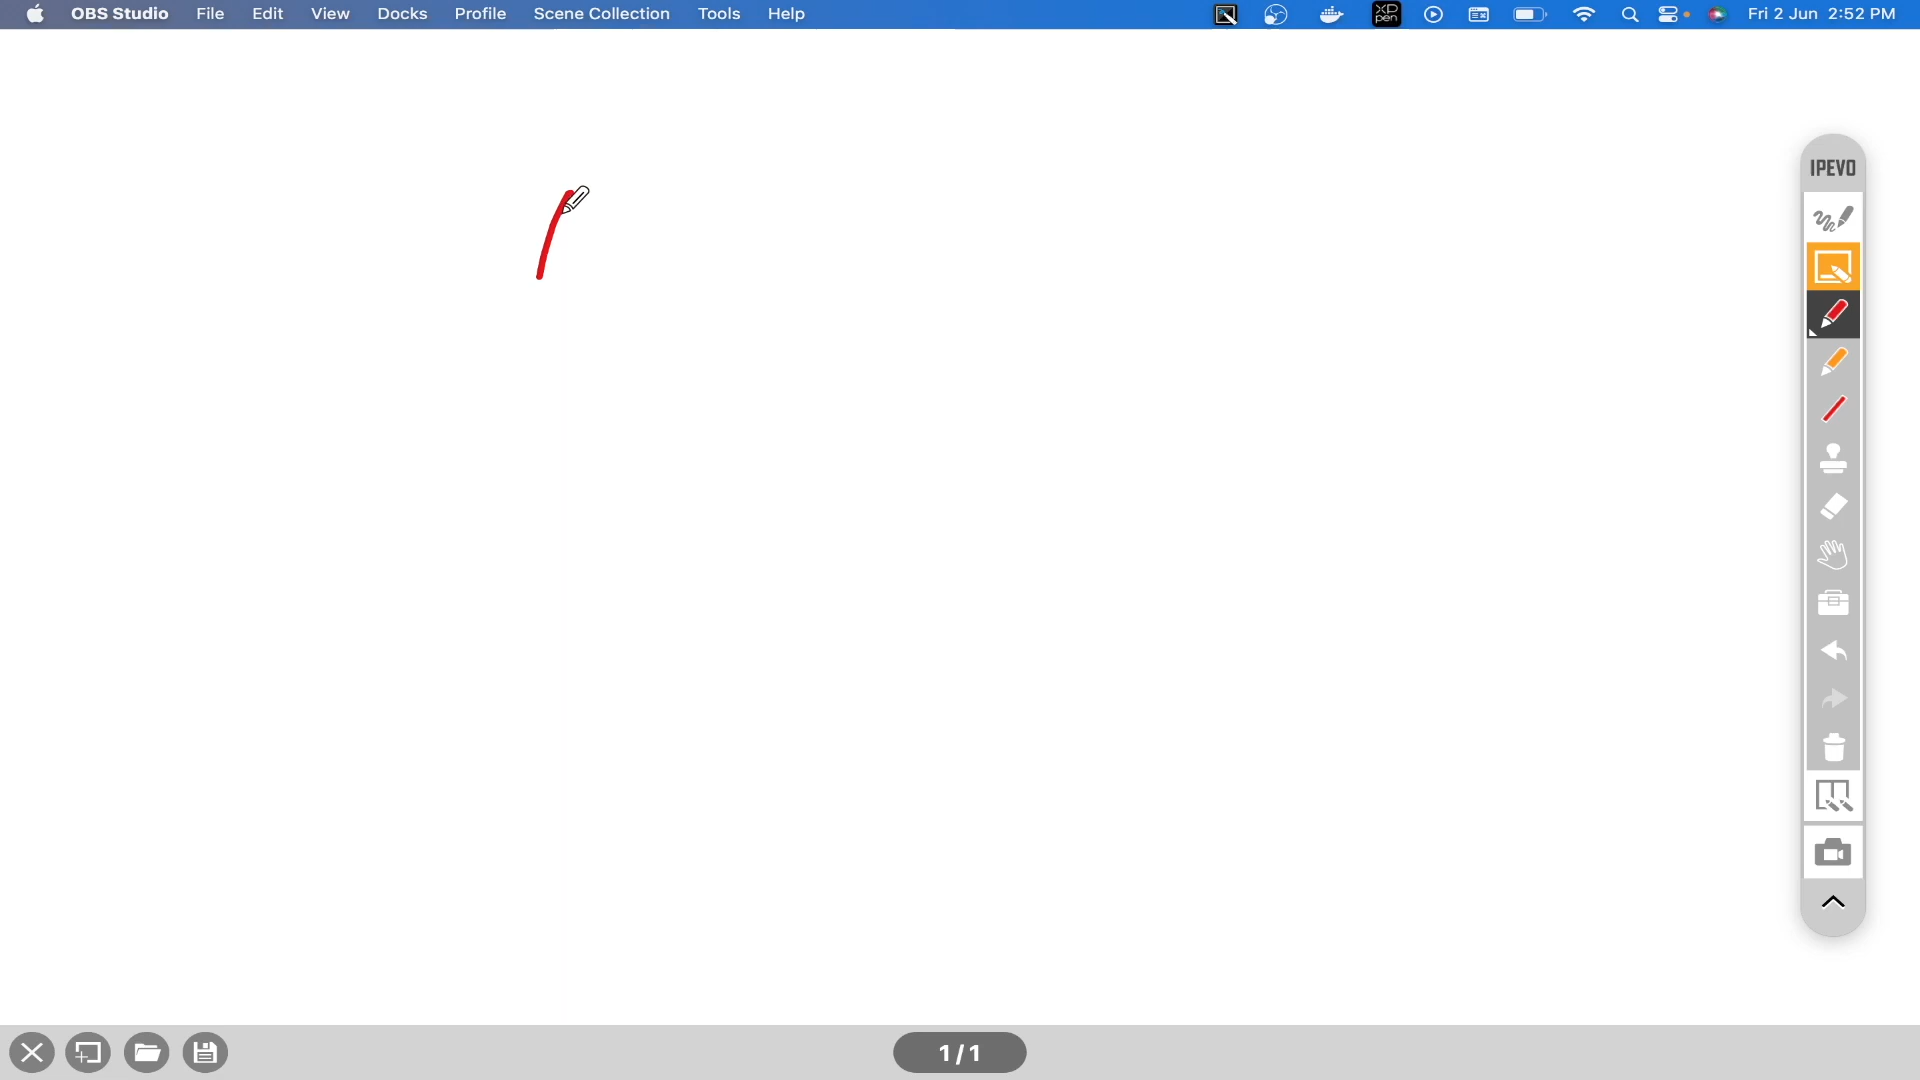 OBS Studio File Edit View Docks Profile Scene Collection Tools Help XP pen Fri 2 Jun 2:52 PM
IPEVO
1/1